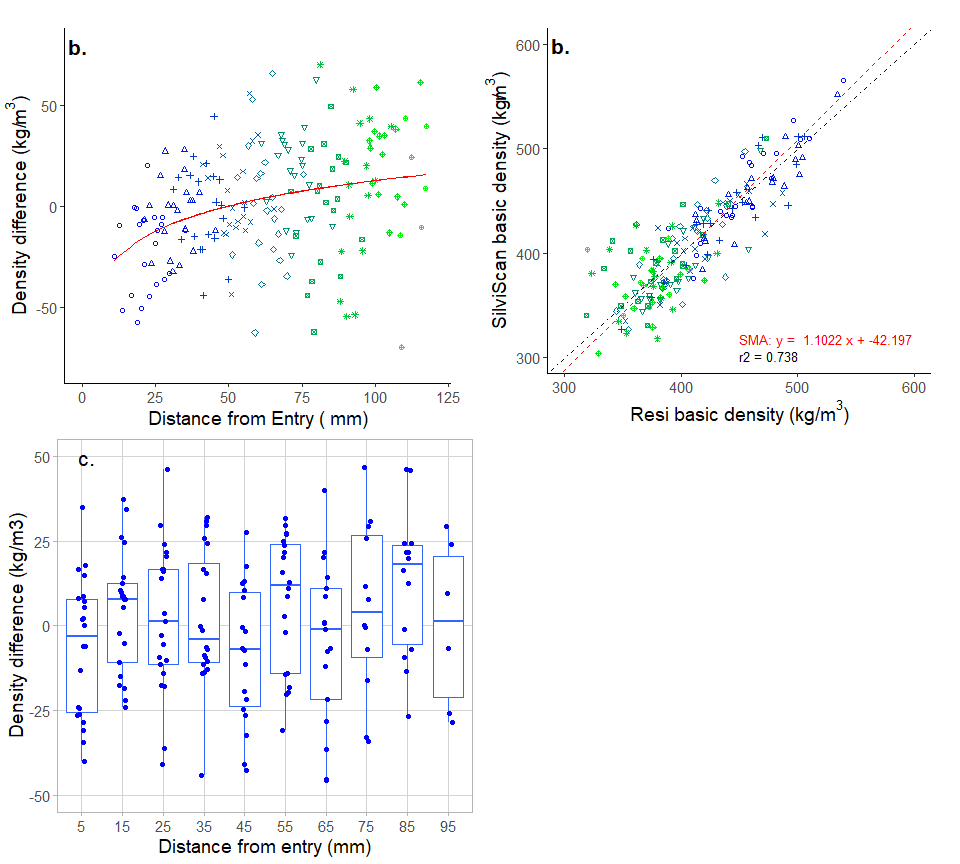 b.
Density difference (kg/m³)
50
0
-50
0 25 50 75 100 125
Distance from Entry ( mm)
b.
SilviScan basic density (kgm³)
600
500
400
300
SMA: y = 1.1022 x + -42.197
r2 = 0.738
300 400 500 600
Resi basic density (kg/m³)
c.
Density difference (kg/m3)
50
25
0
-25
-50
5 15 25 35 45 55 65 75 85 95
Distance from entry (mm)